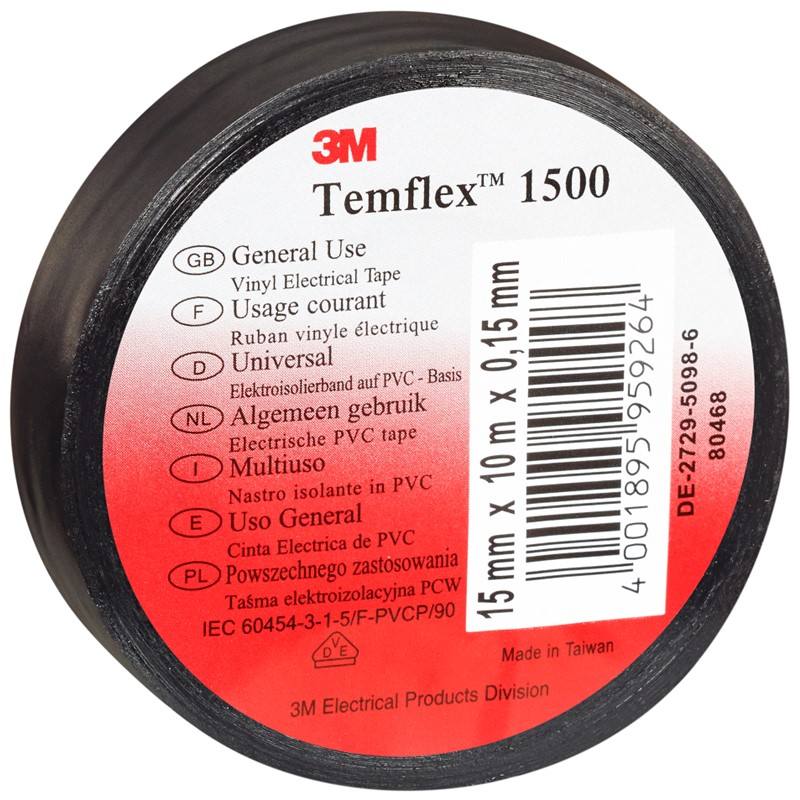 3M
Temflex™ 1500
GB General Use
Vinyl Electrical Tape
F Usage courant
Ruban vinyle électrique
D Universal
Elektroisolierband auf PVC - Basis
NL Algemeen gebruik
Electrische PVC tape
I Multiuso
Nastro isolante in PVC
E Uso General
Cinta Electrica de PVC
PL Powszechnego zastosowania
Taśma elektroizolacyjna PCW
IEC 60454-3-1-5/F-PVCP/90
DVE
Made in Taiwan
3M Electrical Products Division
15 mm x 10 m x 0,15 mm
4 001895 959264
DE-2729-5098-6
80468